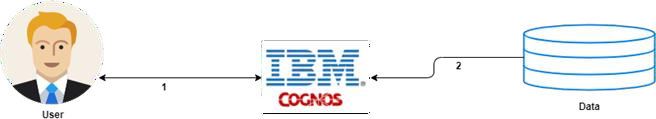 1
User
IBM®
COGNOS
2
Data